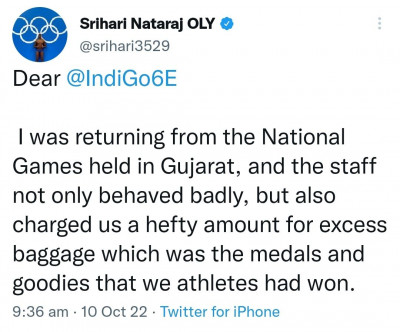 Srihari Nataraj OLY
@srihari3529
Dear @IndiGo6E
I was returning from the National
Games held in Gujarat, and the staff
not only behaved badly, but also
charged us a hefty amount for excess
baggage which was the medals and
goodies that we athletes had won.
9:36 am · 10 Oct 22 · Twitter for iPhone